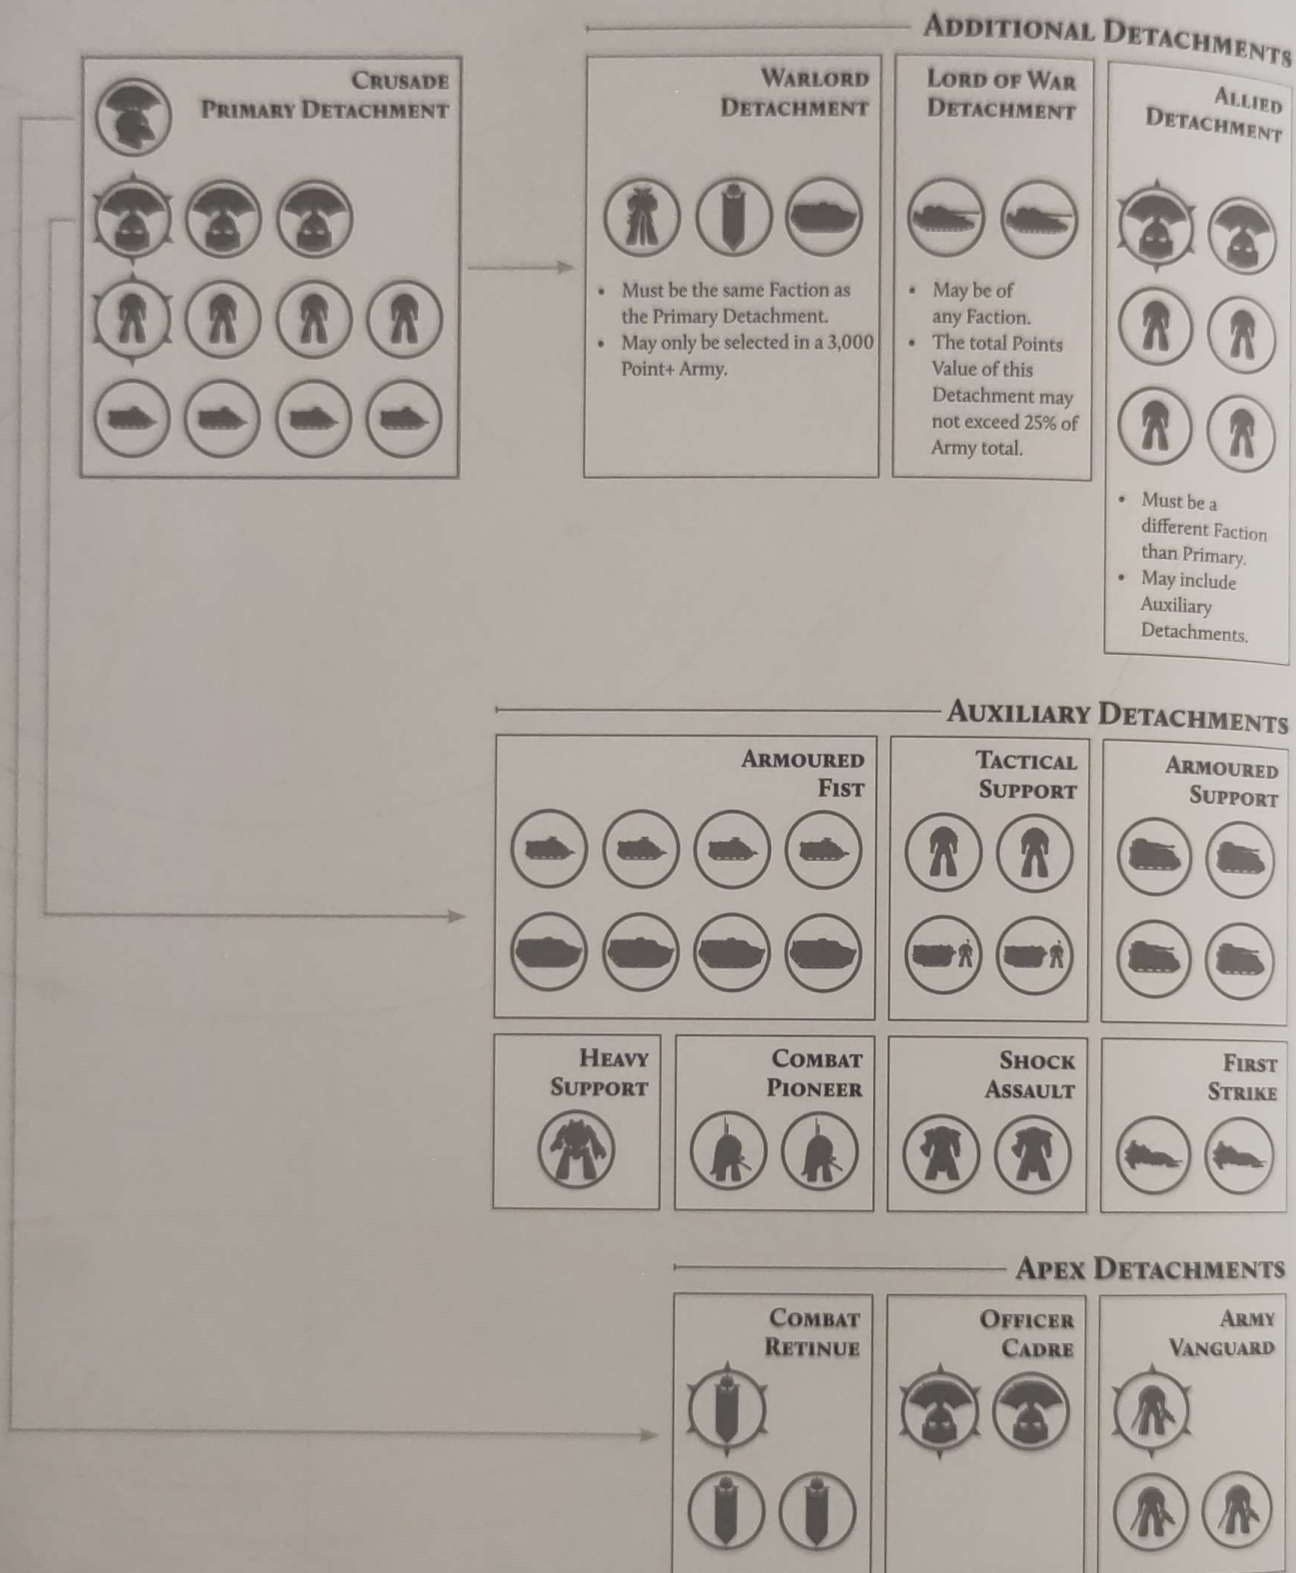 ADDITIONAL DETACHMENTS
CRUSADE
PRIMARY DETACHMENT
WARLORD
DETACHMENT
• Must be the same Faction as
the Primary Detachment.
• May only be selected in a 3,000
Point+ Army.
LORD OF WAR
DETACHMENT
• May be of
any Faction.
• The total Points
Value of this
Detachment may
not exceed 25% of
Army total.
ALLIED
DETACHMENT
• Must be a
different Faction
than Primary.
• May include
Auxiliary
Detachments.
AUXILIARY DETACHMENTS
ARMOURED
FIST
TACTICAL
SUPPORT
ARMOURED
SUPPORT
HEAVY
SUPPORT
COMBAT
PIONEER
SHOCK
ASSAULT
FIRST
STRIKE
APEX DETACHMENTS
COMBAT
RETINUE
OFFICER
CADRE
ARMY
VANGUARD